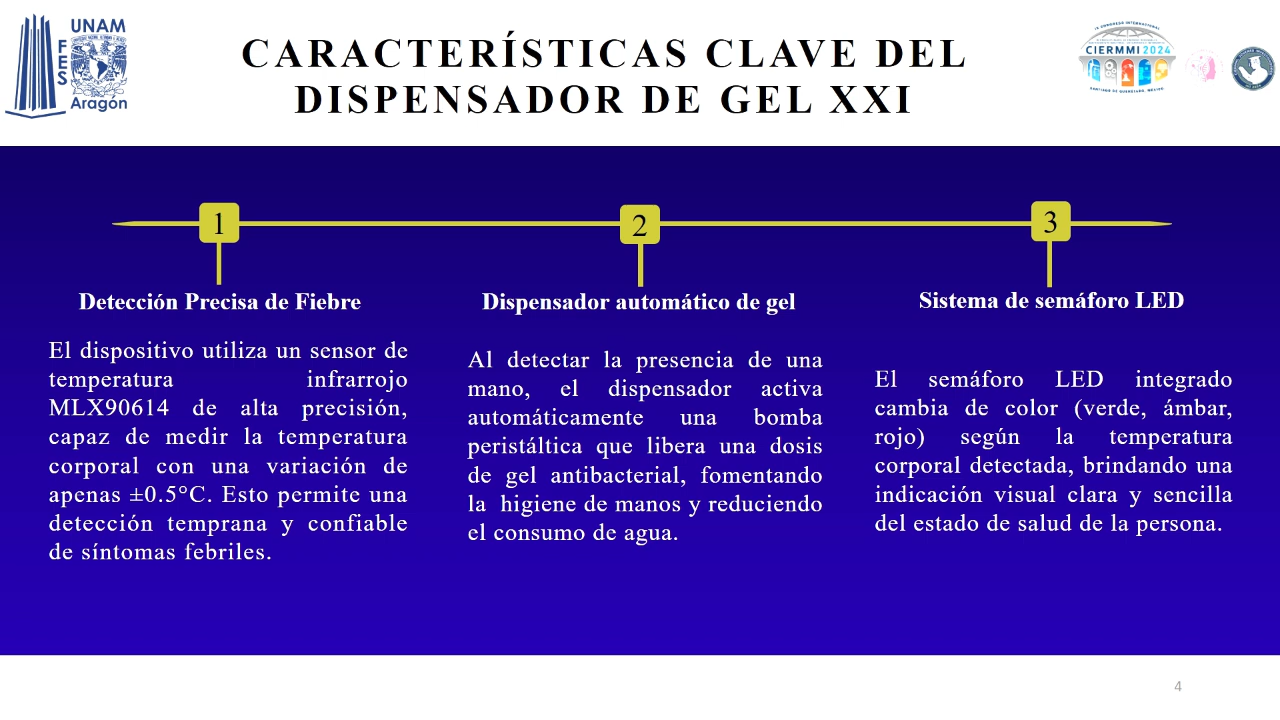 UNAM
FES
Aragón
CARACTERÍSTICAS CLAVE DEL
DISPENSADOR DE GEL XXI
CIERMMI 2024
1
2
3
Detección Precisa de Fiebre
El dispositivo utiliza un sensor de
temperatura infrarrojo
MLX90614 de alta precisión,
capaz de medir la temperatura
corporal con una variación de
apenas ±0.5°C. Esto permite una
detección temprana y confiable
de síntomas febriles.
Dispensador automático de gel
Al detectar la presencia de una
mano, el dispensador activa
automáticamente una bomba
peristáltica que libera una dosis
de gel antibacterial, fomentando
la higiene de manos y reduciendo
el consumo de agua.
Sistema de semáforo LED
El semáforo LED integrado
cambia de color (verde, ámbar,
rojo) según la temperatura
corporal detectada, brindando una
indicación visual clara y sencilla
del estado de salud de la persona.
4